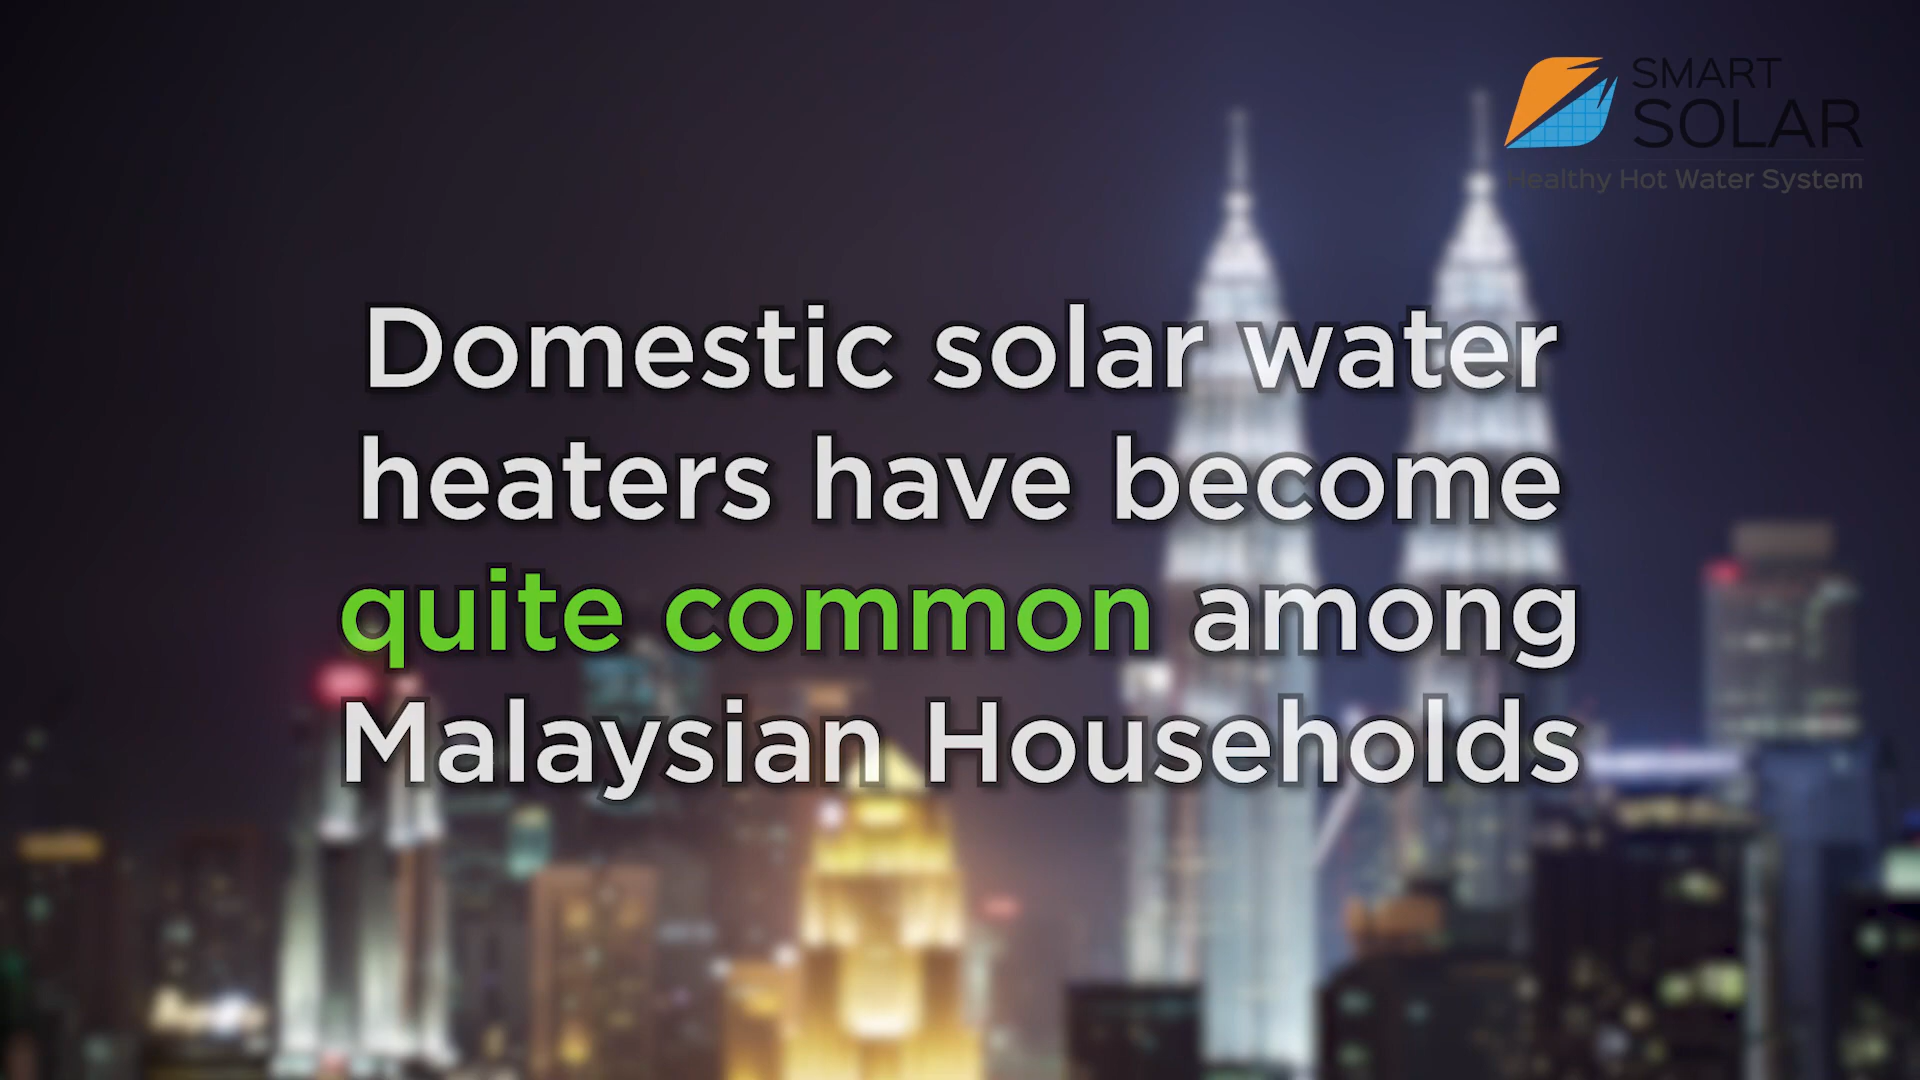 SMART
SOLAR
Healthy Hot Water System
Domestic solar water
heaters have become
quite common among
Malaysian Households